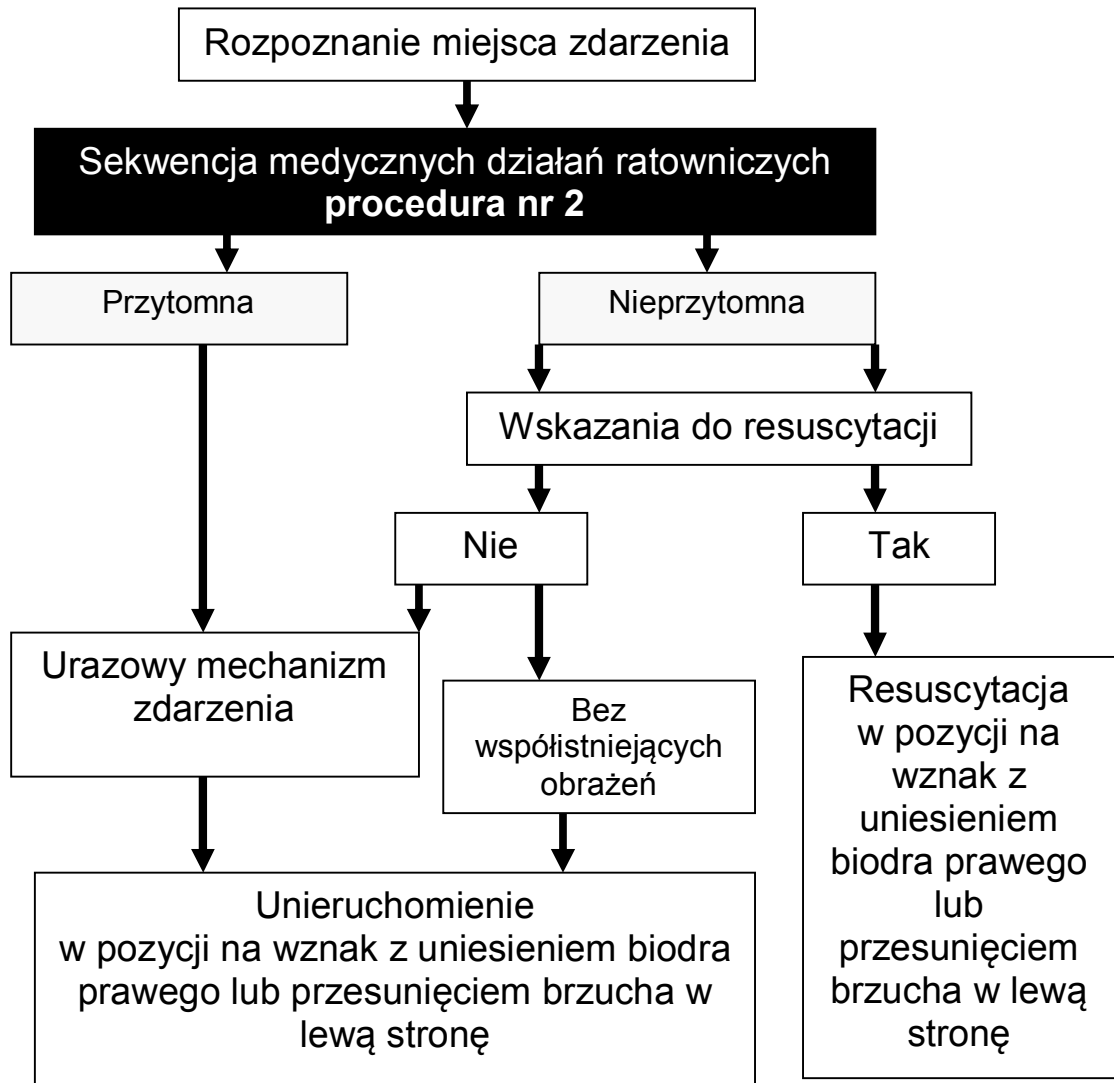 Rozpoznanie miejsca zdarzenia
Sekwencja medycznych działań ratowniczych
procedura nr 2
Przytomna
Nieprzytomna
Wskazania do resuscytacji
Nie
Tak
Urazowy mechanizm
zdarzenia
Bez
współistniejących
obrażeń
Resuscytacja
w pozycji na
wznak z
uniesieniem
biodra prawego
lub
przesunięciem
brzucha w lewą
stronę
Unieruchomienie
w pozycji na wznak z uniesieniem biodra
prawego lub przesunięciem brzucha w
lewą stronę